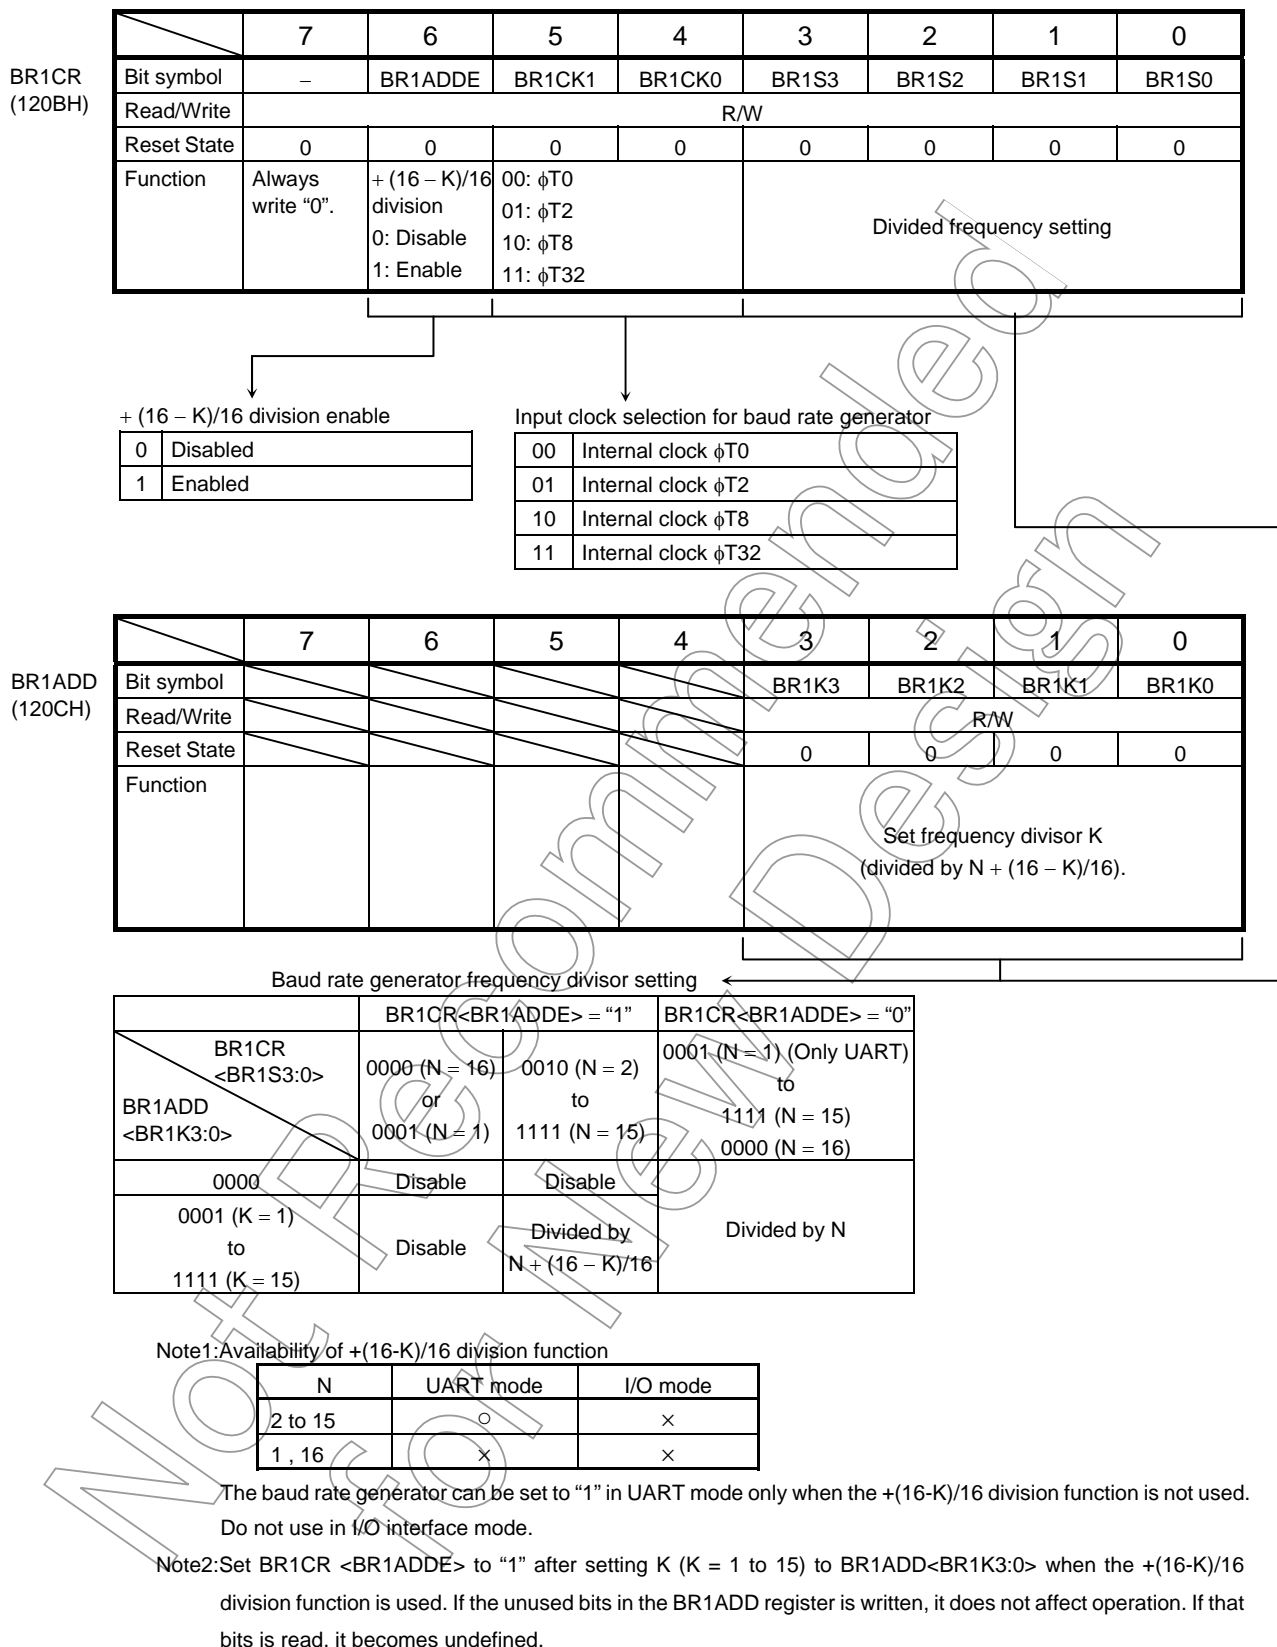 7 6 5 4 3 2 1 0
BR1CR
(120BH)
Bit symbol – BR1ADDE BR1CK1 BR1CK0 BR1S3 BR1S2 BR1S1 BR1S0
Read/Write R/W
Reset State 0 0 0 0 0 0 0 0
Function Always + (16 – K)/16 00: ϕT0
write “0”. division 01: ϕT2
0: Disable 10: ϕT8
1: Enable 11: ϕT32
Divided frequency setting
+ (16 – K)/16 division enable
0 Disabled
1 Enabled
Input clock selection for baud rate generator
00 Internal clock ϕT0
01 Internal clock ϕT2
10 Internal clock ϕT8
11 Internal clock ϕT32
7 6 5 4 3 2 1 0
BR1ADD
(120CH)
Bit symbol BR1K3 BR1K2 BR1K1 BR1K0
Read/Write R/W
Reset State 0 0 0 0
Function
Set frequency divisor K
(divided by N + (16 – K)/16).
Baud rate generator frequency divisor setting
BR1CR<BR1ADDE> = “1” BR1CR<BR1ADDE> = “0”
BR1CR
<BR1S3:0>
BR1ADD
<BR1K3:0>
0000 (N = 16)
or
0001 (N = 1)
0010 (N = 2)
to
1111 (N = 15)
0001 (N = 1) (Only UART)
to
1111 (N = 15)
0000 (N = 16)
0000 Disable Disable
0001 (K = 1)
to
1111 (K = 15)
Disable
Divided by
N + (16 – K)/16
Divided by N
Note1:Availability of +(16-K)/16 division function
N UART mode I/O mode
2 to 15 ○ ×
1 , 16 × ×
The baud rate generator can be set to “1” in UART mode only when the +(16-K)/16 division function is not used.
Do not use in I/O interface mode.
Note2:Set BR1CR <BR1ADDE> to “1” after setting K (K = 1 to 15) to BR1ADD<BR1K3:0> when the +(16-K)/16
division function is used. If the unused bits in the BR1ADD register is written, it does not affect operation. If that
bits is read, it becomes undefined.
Not Recommended
for New Design